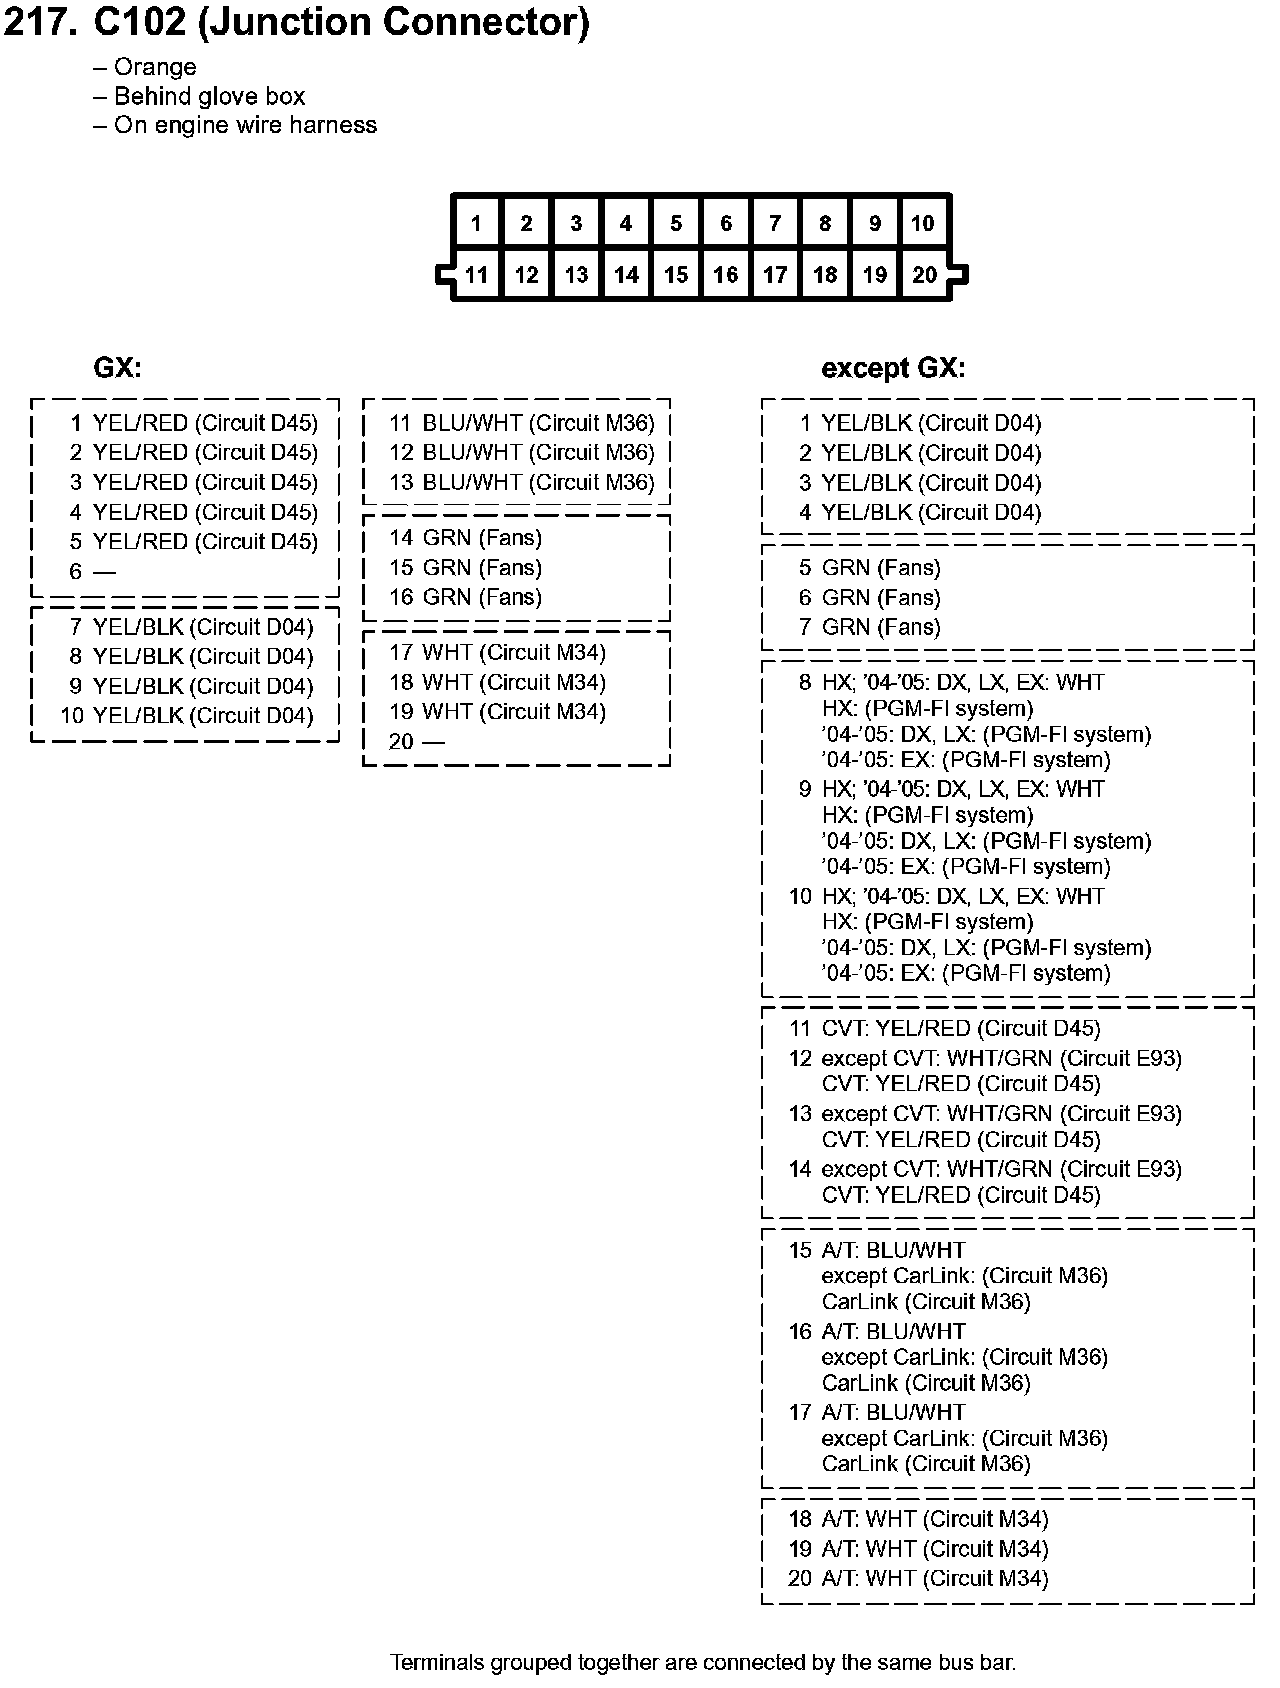 217. C102 (Junction Connector)
– Orange
– Behind glove box
– On engine wire harness
1 2 3 4 5 6 7 8 9 10
11 12 13 14 15 16 17 18 19 20
GX:
1 YEL/RED (Circuit D45)
2 YEL/RED (Circuit D45)
3 YEL/RED (Circuit D45)
4 YEL/RED (Circuit D45)
5 YEL/RED (Circuit D45)
6 —
7 YEL/BLK (Circuit D04)
8 YEL/BLK (Circuit D04)
9 YEL/BLK (Circuit D04)
10 YEL/BLK (Circuit D04)
11 BLU/WHT (Circuit M36)
12 BLU/WHT (Circuit M36)
13 BLU/WHT (Circuit M36)
14 GRN (Fans)
15 GRN (Fans)
16 GRN (Fans)
17 WHT (Circuit M34)
18 WHT (Circuit M34)
19 WHT (Circuit M34)
20 —
except GX:
1 YEL/BLK (Circuit D04)
2 YEL/BLK (Circuit D04)
3 YEL/BLK (Circuit D04)
4 YEL/BLK (Circuit D04)
5 GRN (Fans)
6 GRN (Fans)
7 GRN (Fans)
8 HX; ’04-’05: DX, LX, EX: WHT
HX: (PGM-FI system)
’04-’05: DX, LX: (PGM-FI system)
’04-’05: EX: (PGM-FI system)
9 HX; ’04-’05: DX, LX, EX: WHT
HX: (PGM-FI system)
’04-’05: DX, LX: (PGM-FI system)
’04-’05: EX: (PGM-FI system)
10 HX; ’04-’05: DX, LX, EX: WHT
HX: (PGM-FI system)
’04-’05: DX, LX: (PGM-FI system)
’04-’05: EX: (PGM-FI system)
11 CVT: YEL/RED (Circuit D45)
12 except CVT: WHT/GRN (Circuit E93)
CVT: YEL/RED (Circuit D45)
13 except CVT: WHT/GRN (Circuit E93)
CVT: YEL/RED (Circuit D45)
14 except CVT: WHT/GRN (Circuit E93)
CVT: YEL/RED (Circuit D45)
15 A/T: BLU/WHT
except CarLink: (Circuit M36)
CarLink (Circuit M36)
16 A/T: BLU/WHT
except CarLink: (Circuit M36)
CarLink (Circuit M36)
17 A/T: BLU/WHT
except CarLink: (Circuit M36)
CarLink (Circuit M36)
18 A/T: WHT (Circuit M34)
19 A/T: WHT (Circuit M34)
20 A/T: WHT (Circuit M34)
Terminals grouped together are connected by the same bus bar.